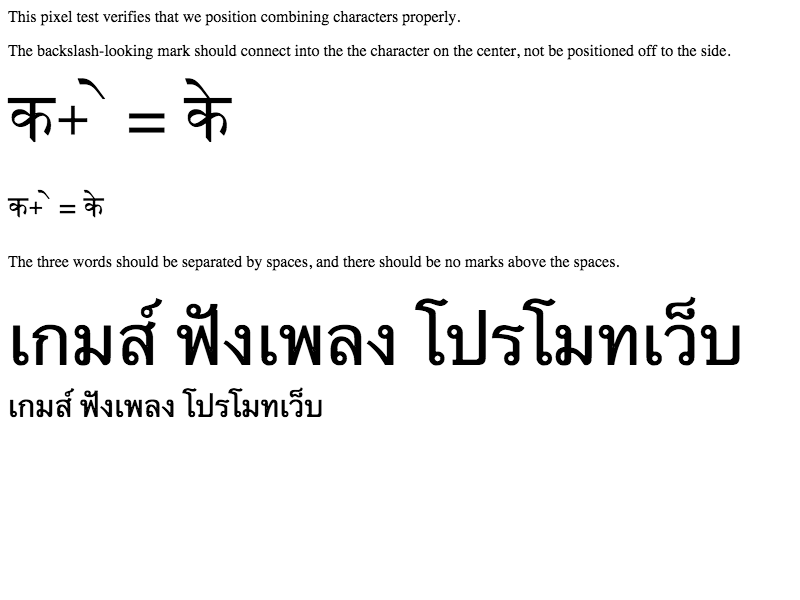 This pixel test verifies that we position combining characters properly.
The backslash-looking mark should connect into the the character on the center, not be positioned off to the side.
क+ े = के
क+ े = के
The three words should be separated by spaces, and there should be no marks above the spaces.
เกมส์ ฟังเพลง โปรโมทเว็บ
เกมส์ ฟังเพลง โปรโมทเว็บ